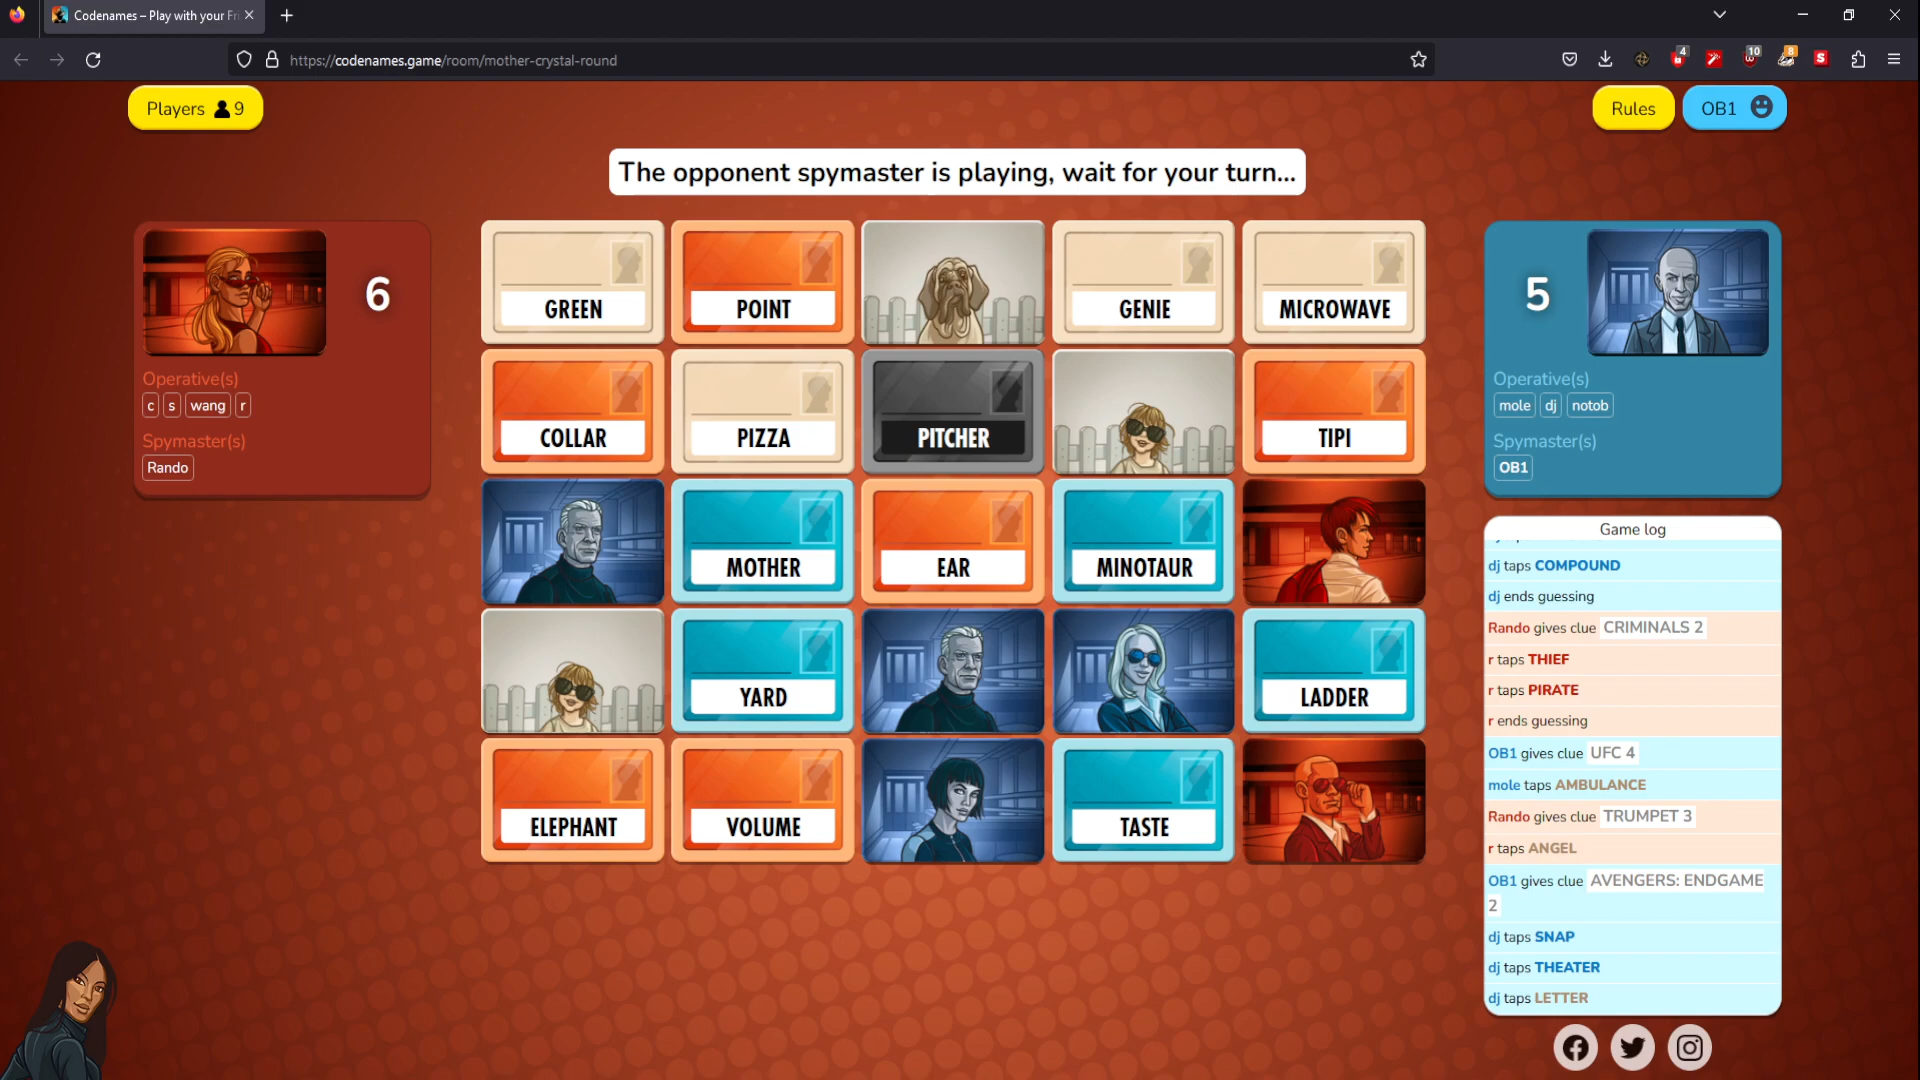 Codenames – Play with your Fri
https://codenames.game/room/mother-crystal-round
4
10
8
S
Players 9
Rules
OB1
The opponent spymaster is playing, wait for your turn...
6
Operative(s)
c s wang r
Spymaster(s)
Rando
GREEN
POINT
GENIE
MICROWAVE
COLLAR
PIZZA
PITCHER
TIPI
MOTHER
EAR
MINOTAUR
YARD
LADDER
ELEPHANT
VOLUME
TASTE
5
Operative(s)
mole dj notob
Spymaster(s)
OB1
Game log
dj taps COMPOUND
dj ends guessing
Rando gives clue CRIMINALS 2
r taps THIEF
r taps PIRATE
r ends guessing
OB1 gives clue UFC 4
mole taps AMBULANCE
Rando gives clue TRUMPET 3
r taps ANGEL
OB1 gives clue AVENGERS: ENDGAME
2
dj taps SNAP
dj taps THEATER
dj taps LETTER